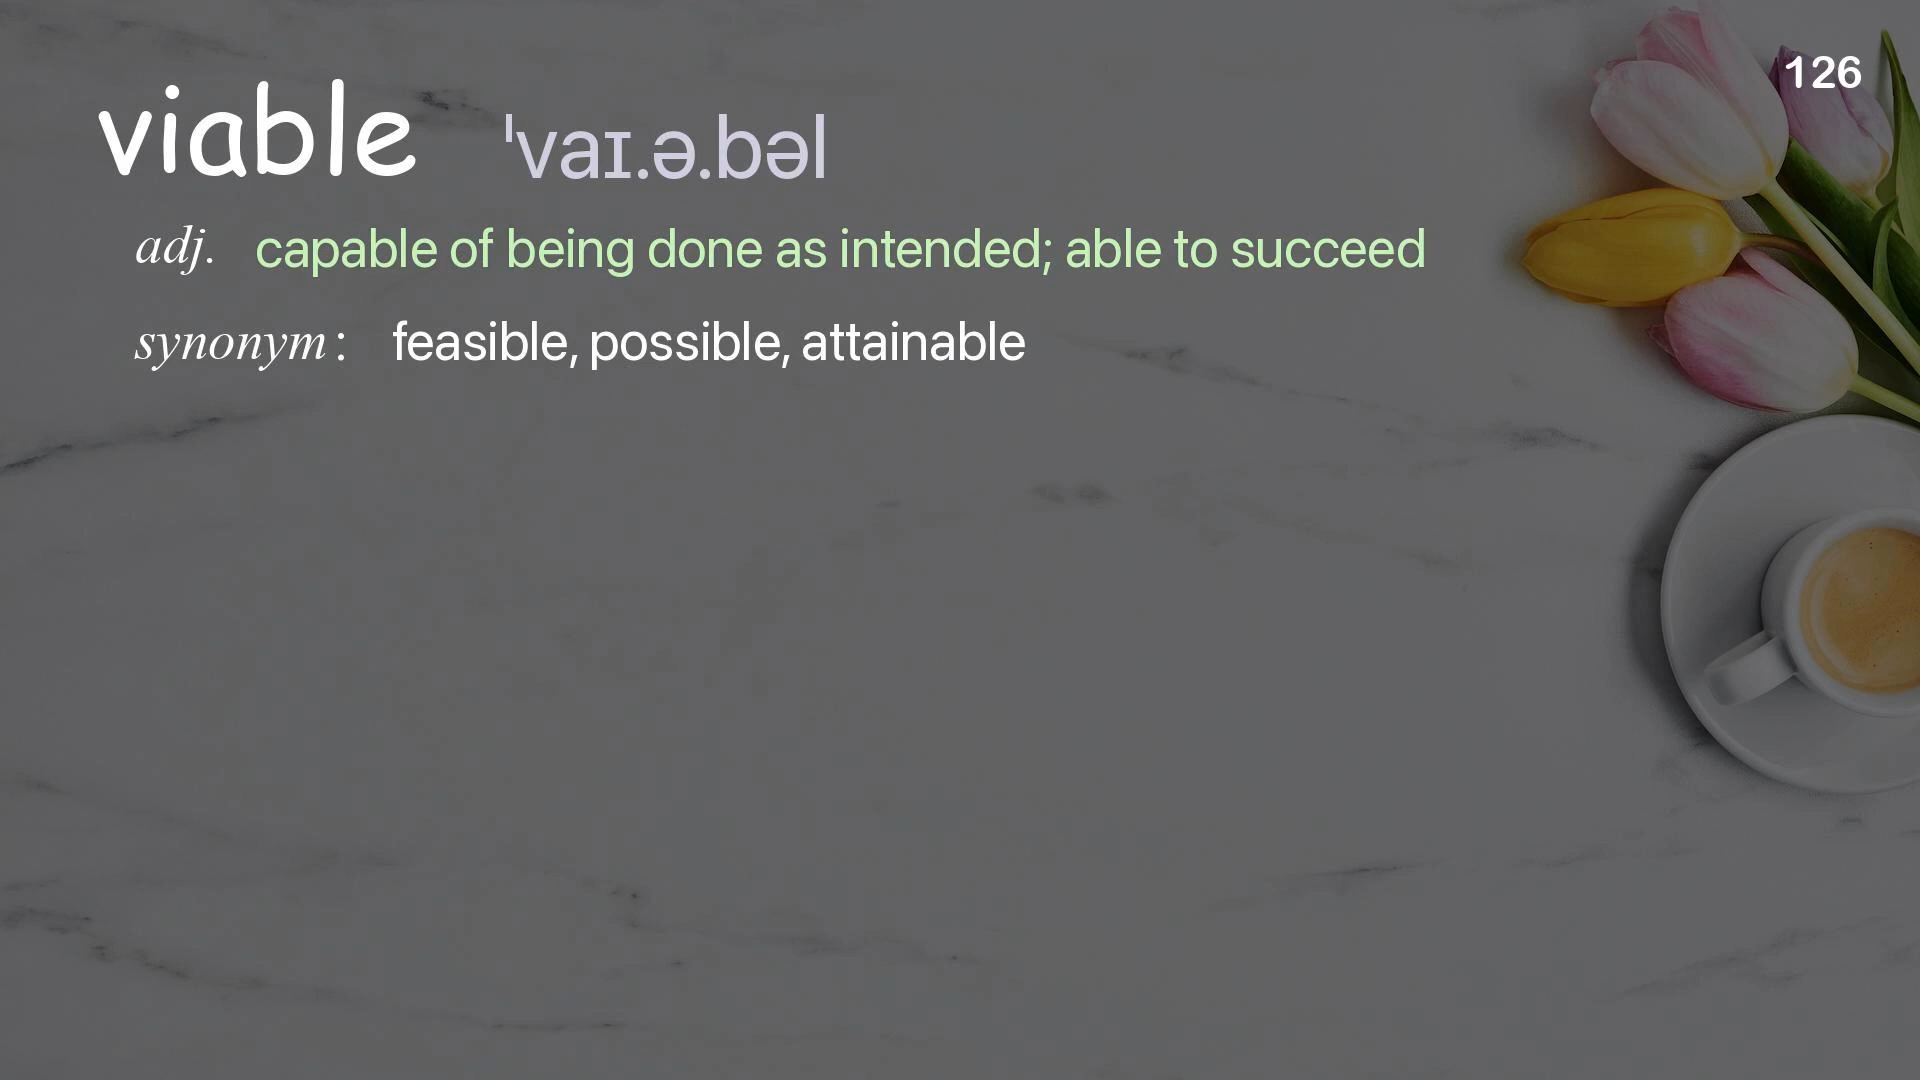 126
viable ˈvaɪ.ə.bəl
adj. capable of being done as intended; able to succeed
synonym: feasible, possible, attainable